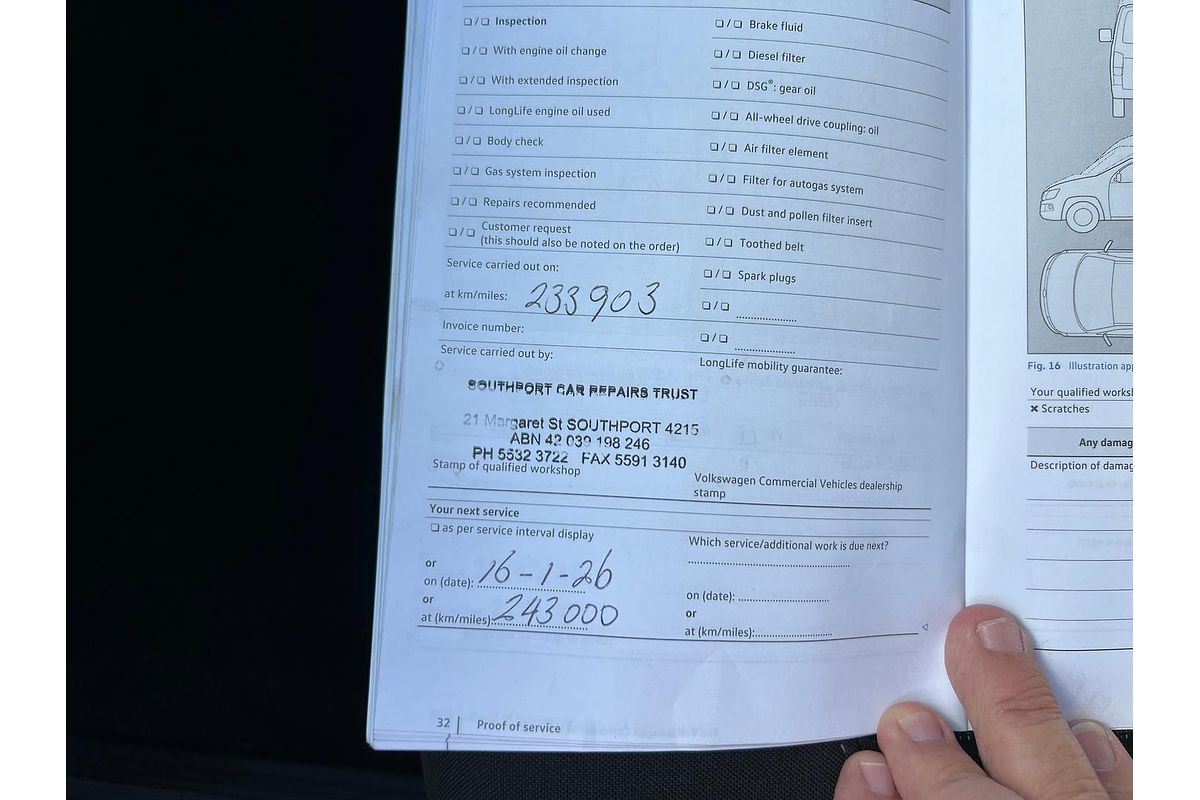 ❏ / ❏ Inspection
❏ / ❏ With engine oil change
❏ / ❏ With extended inspection
❏ / ❏ LongLife engine oil used
❏ / ❏ Body check
❏ / ❏ Gas system inspection
❏ / ❏ Repairs recommended
❏ / ❏ Customer request
(this should also be noted on the order)
Service carried out on:
at km/miles: 233903
Invoice number:
Service carried out by:
SOUTHPORT CAR REPAIRS TRUST
21 Margaret St SOUTHPORT 4215
ABN 42 039 198 246
PH 5532 3722 FAX 5591 3140
Stamp of qualified workshop
❏ / ❏ Brake fluid
❏ / ❏ Diesel filter
❏ / ❏ DSG®: gear oil
❏ / ❏ All-wheel drive coupling: oil
❏ / ❏ Air filter element
❏ / ❏ Filter for autogas system
❏ / ❏ Dust and pollen filter insert
❏ / ❏ Toothed belt
❏ / ❏ Spark plugs
❏ / ❏ ....................
❏ / ❏ ....................
LongLife mobility guarantee:
Volkswagen Commercial Vehicles dealership
stamp
Your next service
❏ as per service interval display
or
on (date): 16-1-26
or
at (km/miles): 243000
Which service/additional work is due next?
on (date): ..............................
or
at (km/miles): .........................
32 | Proof of service
Fig. 16 Illustration
Your qualified
✖ Scratches
Any
Description of